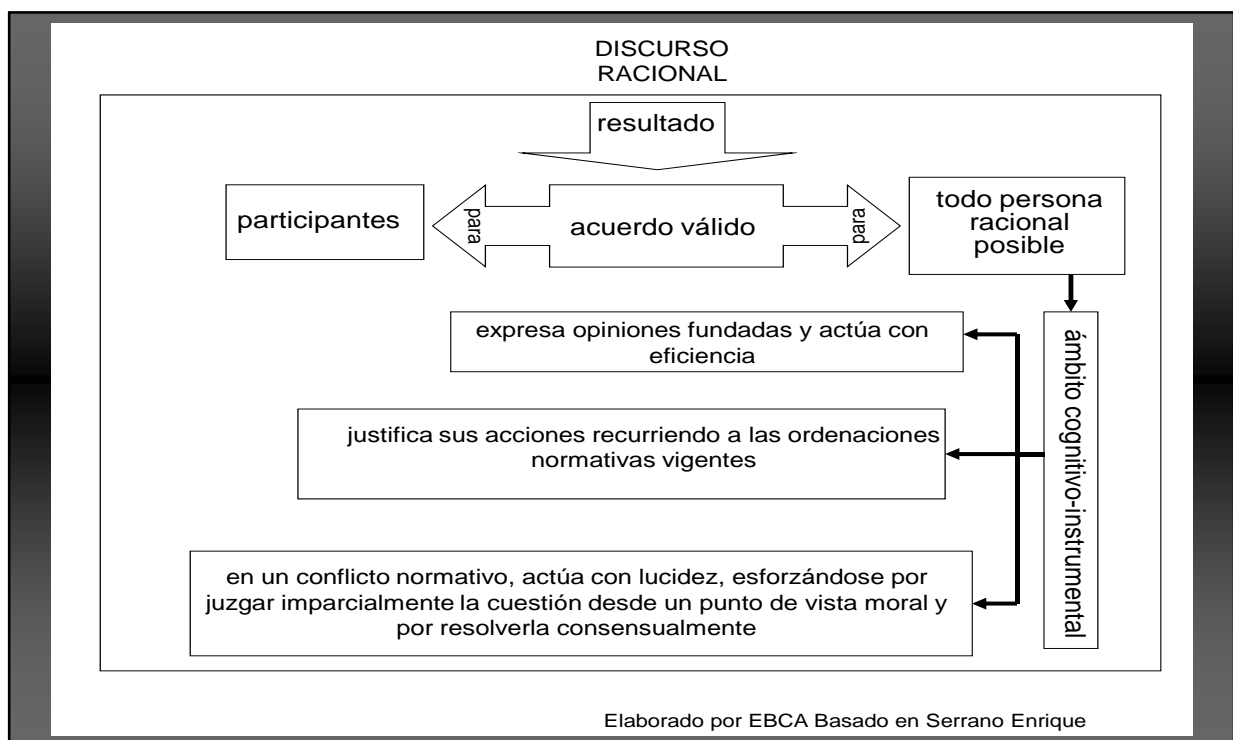 DISCURSO
RACIONAL
resultado
participantes
para
acuerdo válido
para
todo persona
racional
posible
expresa opiniones fundadas y actúa con
eficiencia
ámbito cognitivo-instrumental
justifica sus acciones recurriendo a las ordenaciones
normativas vigentes
en un conflicto normativo, actúa con lucidez, esforzándose por
juzgar imparcialmente la cuestión desde un punto de vista moral y
por resolverla consensualmente
Elaborado por EBCA Basado en Serrano Enrique